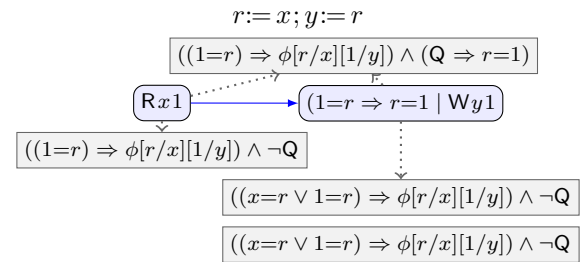 r := x ; y := r
((1=r) ⇒ ϕ[r/x][1/y]) ∧ (Q ⇒ r=1)
Rx1
(1=r ⇒ r=1 | Wy1
((1=r) ⇒ ϕ[r/x][1/y]) ∧ ¬Q
((x=r ∨ 1=r) ⇒ ϕ[r/x][1/y]) ∧ ¬Q
((x=r ∨ 1=r) ⇒ ϕ[r/x][1/y]) ∧ ¬Q